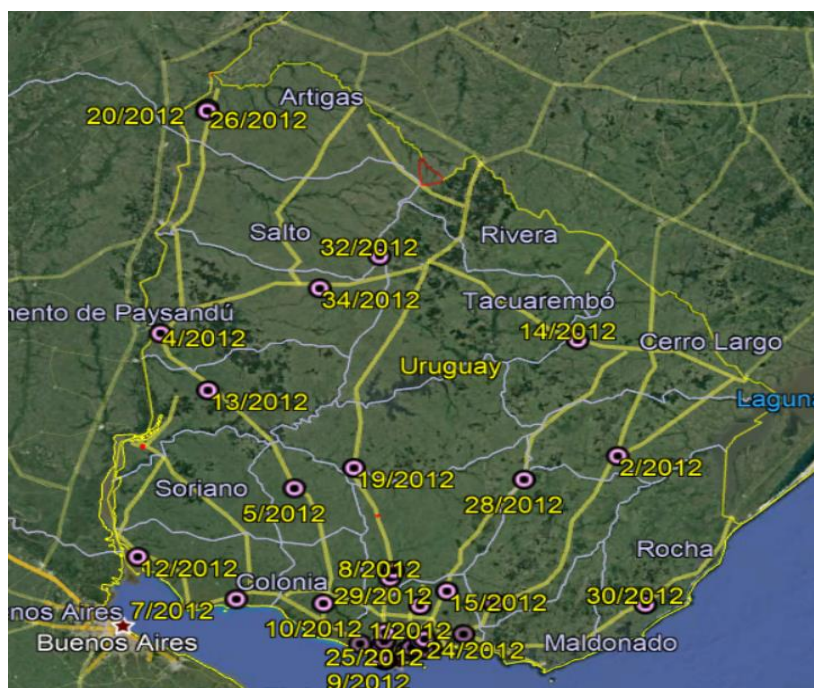 Artigas
20/2012
26/2012
Salto
Rivera
32/2012
34/2012
Tacuarembó
mento de Paysandú
4/2012
14/2012
Cerro Largo
Uruguay
13/2012
Laguna
19/2012
2/2012
Soriano
28/2012
5/2012
Rocha
12/2012
8/2012
Colonia
29/2012
15/2012
30/2012
nos Aires
7/2012
10/2012
1/2012
Buenos Aires
25/2012
24/2012
Maldonado
9/2012